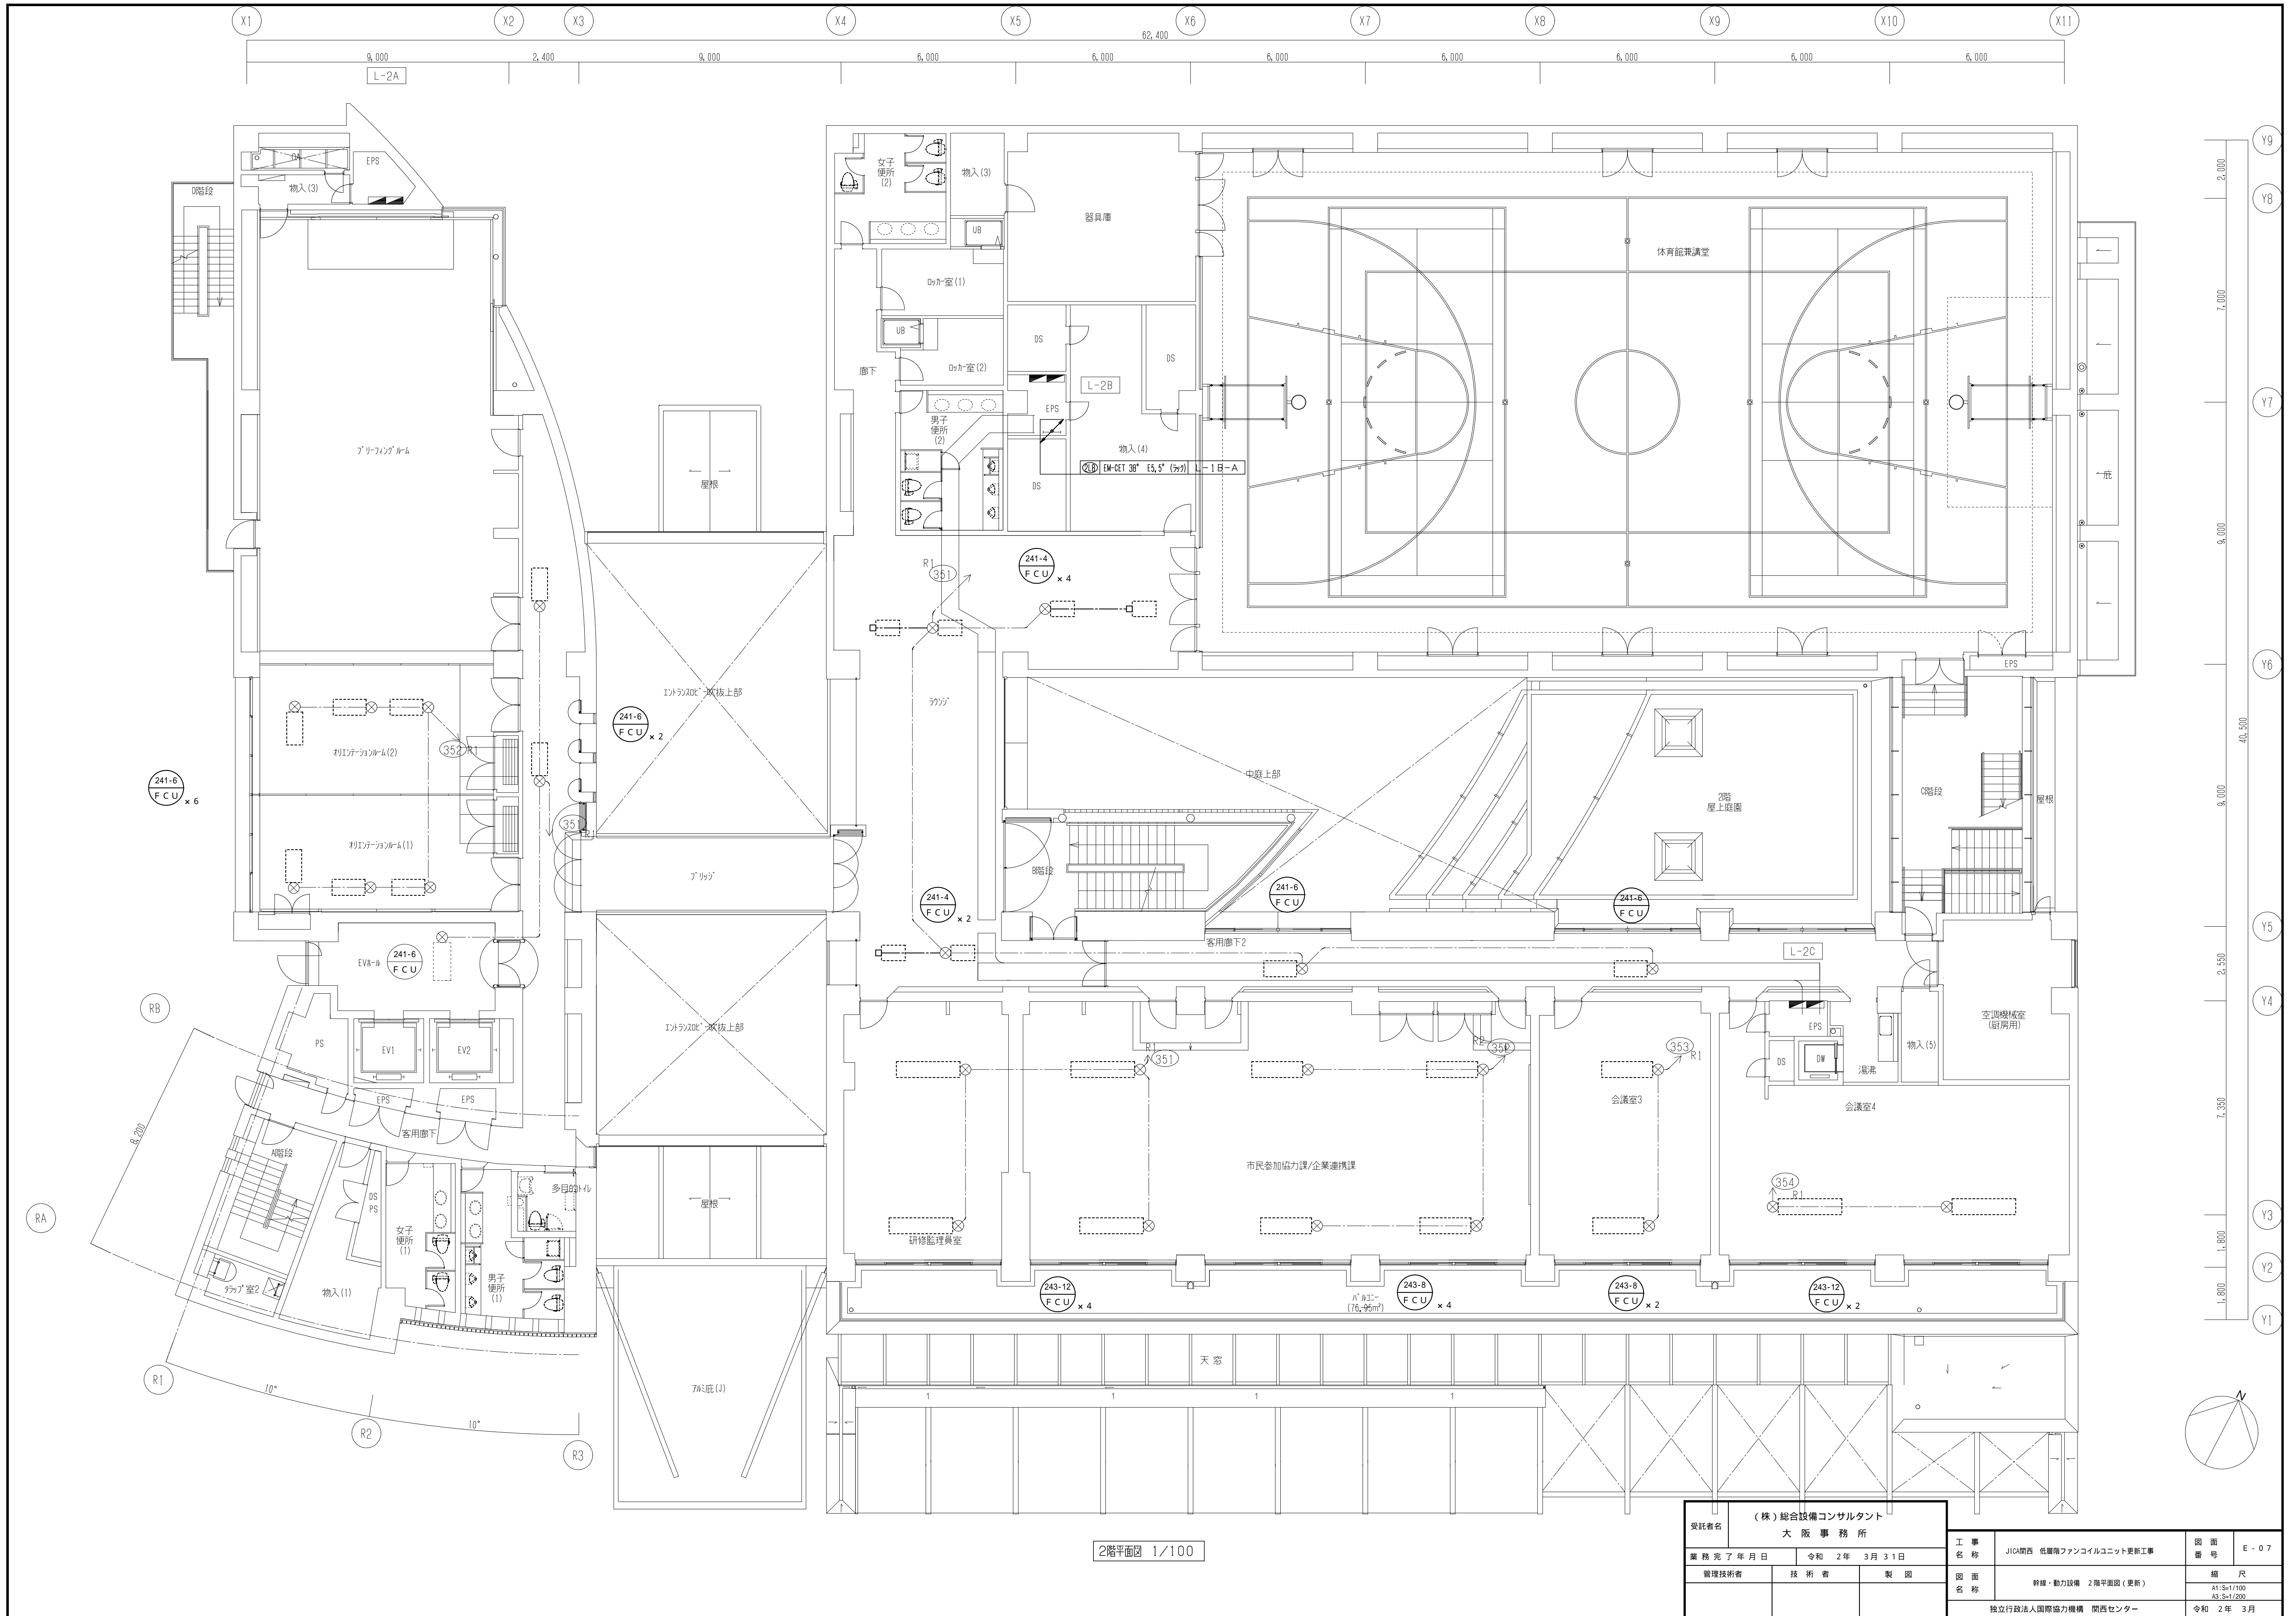 X1 X2 X3 X4 X5 X6 X7 X8 X9 X10 X11
62,400
9,000 2,400 9,000 6,000 6,000 6,000 6,000 6,000 6,000 6,000
L-2A
Y9
2,000
Y8
7,000
Y7
9,000
Y6
40,500
9,000
Y5
2,550
Y4
7,350
Y3
1,800
Y2
1,800
Y1
OA
EPS
物入(3)
D階段
ﾌﾞﾘｰﾌｨﾝｸﾞﾙｰﾑ
屋根
女子
便所
(2)
物入(3)
器具庫
UB
ﾛｯｶｰ室(1)
UB
ﾛｯｶｰ室(2)
廊下
DS
DS
L-2B
EPS
男子
便所
(2)
物入(4)
2LB EM-CET 38° E5.5° (ﾗｯｸ) L-1B-A
DS
体育館兼講堂
庇
EPS
R1
351
241-4
FCU
×4
ｴﾝﾄﾗﾝｽﾛﾋﾞｰ吹抜上部
241-6
FCU
×2
ﾗｳﾝｼﾞ
ｵﾘｴﾝﾃｰｼｮﾝﾙｰﾑ(2)
352
R1
241-6
FCU
×6
ｵﾘｴﾝﾃｰｼｮﾝﾙｰﾑ(1)
351
R1
ﾌﾞﾘｯｼﾞ
中庭上部
2階
屋上庭園
C階段
屋根
B階段
241-4
FCU
×2
241-6
FCU
241-6
FCU
客用廊下2
L-2C
EVﾎｰﾙ
241-6
FCU
RB
PS
EV1
EV2
EPS
EPS
客用廊下
8,200
RA
A階段
DS
PS
女子
便所
(1)
多目的ﾄｲﾚ
男子
便所
(1)
ﾀﾗｯﾌﾟ室2
物入(1)
R1
10°
R2
10°
R3
ｴﾝﾄﾗﾝｽﾛﾋﾞｰ吹抜上部
屋根
ｱﾙﾐ庇(J)
R1
351
R2
353
R1
EPS
DS
DW
湯沸
物入(5)
空調機械室
(厨房用)
会議室3
会議室4
市民参加協力課/企業連携課
354
R1
研修監理員室
243-12
FCU
×4
ﾊﾞﾙｺﾆｰ
(76.95m²)
243-8
FCU
×4
243-8
FCU
×2
243-12
FCU
×2
天窓
1 1 1 1
N
2階平面図 1/100
受託者名
(株)総合設備コンサルタント
大阪事務所
業務完了年月日
令和 2年 3月31日
管理技術者
技術者
製図
工事
名称
JICA関西 低層階ファンコイルユニット更新工事
図面
番号
E-07
図面
名称
幹線・動力設備 2階平面図(更新)
縮尺
A1:S=1/100
A3:S=1/200
独立行政法人国際協力機構 関西センター
令和 2年 3月